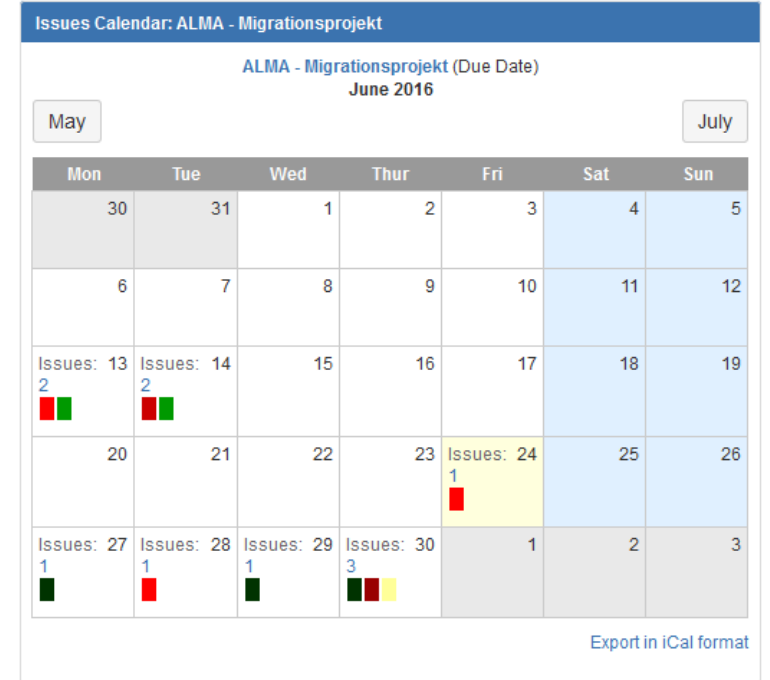 Issues Calendar: ALMA - Migrationsprojekt
ALMA - Migrationsprojekt (Due Date)
June 2016
May July
Mon Tue Wed Thur Fri Sat Sun
30 31 1 2 3 4 5
6 7 8 9 10 11 12
Issues: 13 Issues: 14 15 16 17 18 19
2 2
20 21 22 23 Issues: 24 25 26
1
Issues: 27 Issues: 28 Issues: 29 Issues: 30 1 2 3
1 1 1 3
Export in iCal format